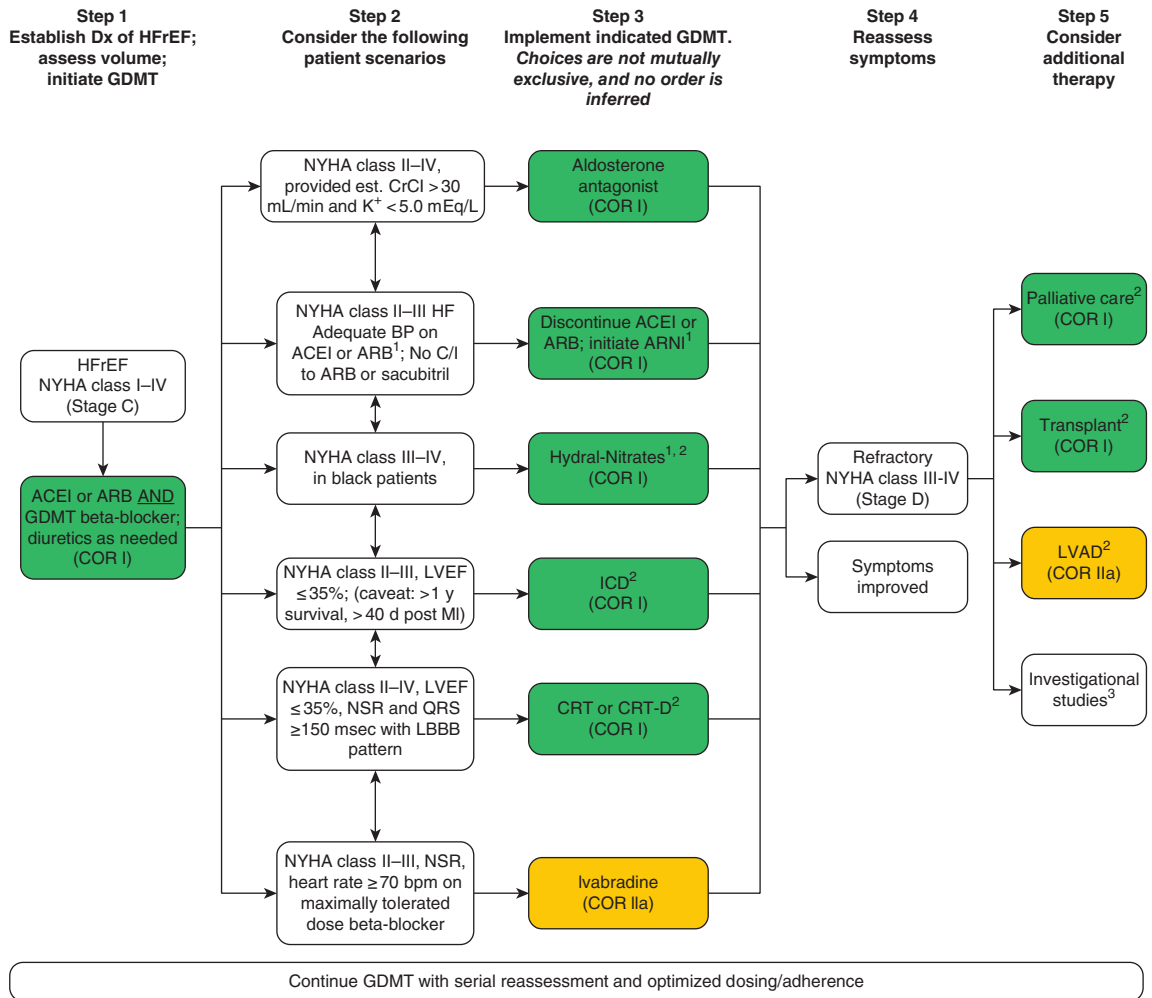 Step 1
Establish Dx of HFrEF;
assess volume;
initiate GDMT
Step 2
Consider the following
patient scenarios
Step 3
Implement indicated GDMT.
Choices are not mutually
exclusive, and no order is
inferred
Step 4
Reassess
symptoms
Step 5
Consider
additional
therapy
HFrEF
NYHA class I–IV
(Stage C)
ACEI or ARB AND
GDMT beta-blocker;
diuretics as needed
(COR I)
NYHA class II–IV,
provided est. CrCl >30
mL/min and K⁺ <5.0 mEq/L
Aldosterone
antagonist
(COR I)
NYHA class II–III HF
Adequate BP on
ACEI or ARB¹; No C/I
to ARB or sacubitril
Discontinue ACEI or
ARB; initiate ARNI¹
(COR I)
NYHA class III–IV,
in black patients
Hydral-Nitrates¹˒ ²
(COR I)
NYHA class II–III, LVEF
≤35%; (caveat: >1 y
survival, >40 d post MI)
ICD²
(COR I)
NYHA class II–IV, LVEF
≤35%, NSR and QRS
≥150 msec with LBBB
pattern
CRT or CRT-D²
(COR I)
NYHA class II–III, NSR,
heart rate ≥70 bpm on
maximally tolerated
dose beta-blocker
Ivabradine
(COR IIa)
Refractory
NYHA class III-IV
(Stage D)
Symptoms
improved
Palliative care²
(COR I)
Transplant²
(COR I)
LVAD²
(COR IIa)
Investigational
studies³
Continue GDMT with serial reassessment and optimized dosing/adherence